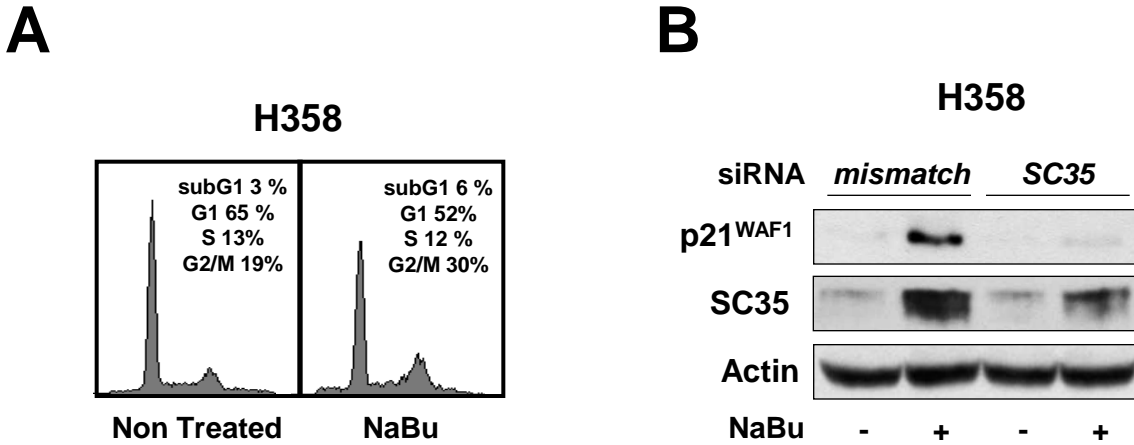 A
H358
subG1 3 %
G1 65 %
S 13%
G2/M 19%
subG1 6 %
G1 52%
S 12 %
G2/M 30%
Non Treated
NaBu
B
H358
siRNA mismatch SC35
p21WAF1
SC35
Actin
NaBu - + - +